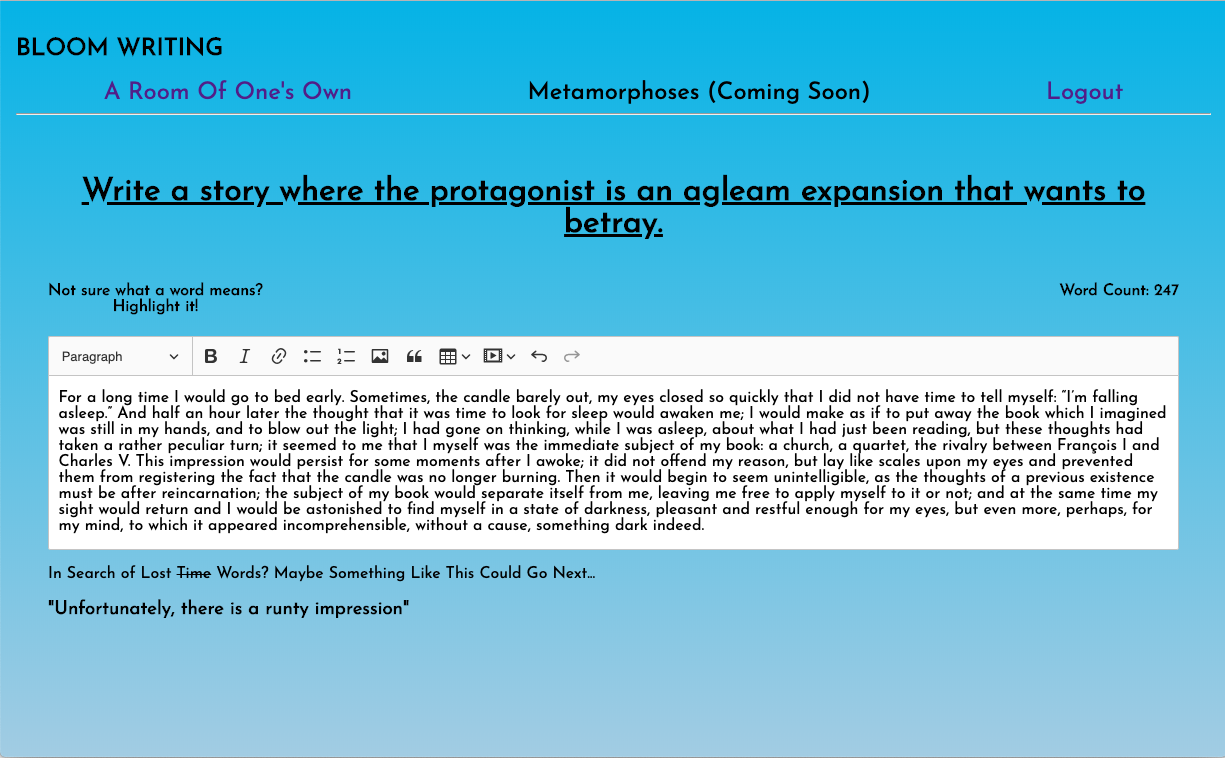 BLOOM WRITING
A Room Of One's Own
Metamorphoses (Coming Soon)
Logout
Write a story where the protagonist is an agleam expansion that wants to
betray.
Not sure what a word means?
Highlight it!
Word Count: 247
Paragraph
For a long time I would go to bed early. Sometimes, the candle barely out, my eyes closed so quickly that I did not have time to tell myself: “I’m falling
asleep.” And half an hour later the thought that it was time to look for sleep would awaken me; I would make as if to put away the book which I imagined
was still in my hands, and to blow out the light; I had gone on thinking, while I was asleep, about what I had just been reading, but these thoughts had
taken a rather peculiar turn; it seemed to me that I myself was the immediate subject of my book: a church, a quartet, the rivalry between François I and
Charles V. This impression would persist for some moments after I awoke; it did not offend my reason, but lay like scales upon my eyes and prevented
them from registering the fact that the candle was no longer burning. Then it would begin to seem unintelligible, as the thoughts of a previous existence
must be after reincarnation; the subject of my book would separate itself from me, leaving me free to apply myself to it or not; and at the same time my
sight would return and I would be astonished to find myself in a state of darkness, pleasant and restful enough for my eyes, but even more, perhaps, for
my mind, to which it appeared incomprehensible, without a cause, something dark indeed.
In Search of Lost Time Words? Maybe Something Like This Could Go Next...
"Unfortunately, there is a runty impression"